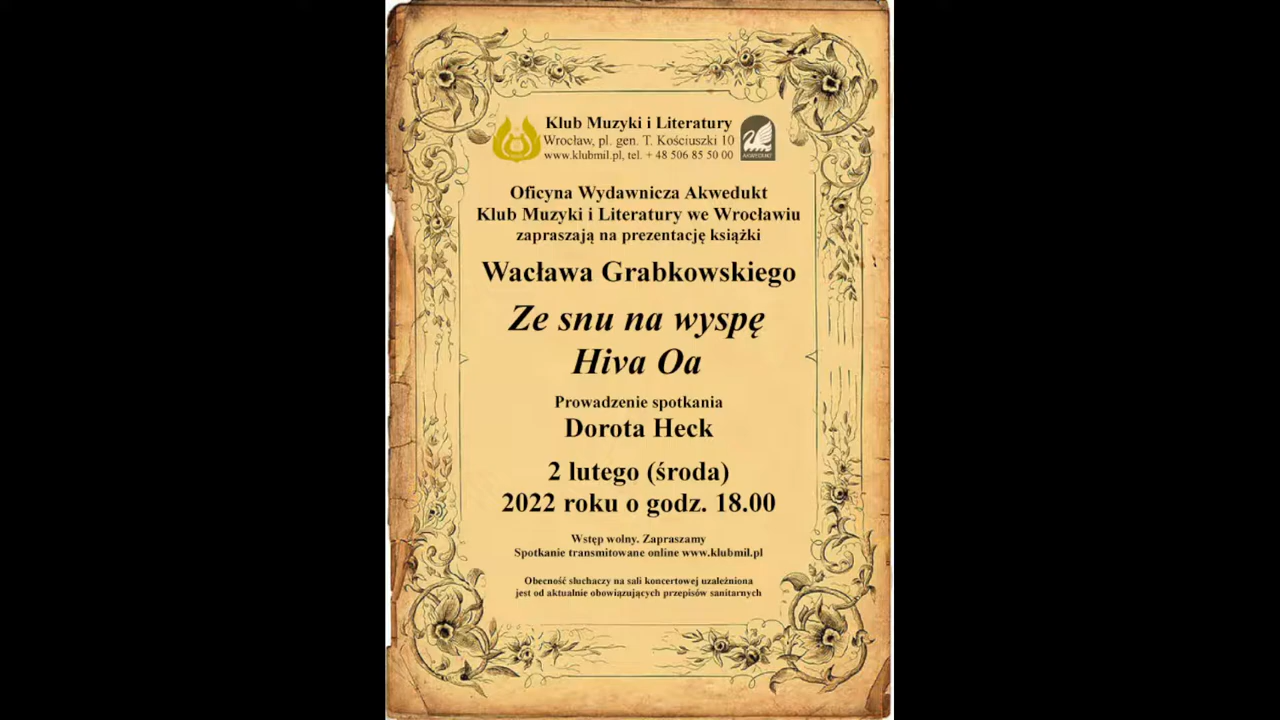 Klub Muzyki i Literatury
Wrocław, pl. gen. T. Kościuszki 10
www.klubmil.pl, tel. + 48 506 85 50 00
AKWEDUKT
Oficyna Wydawnicza Akwedukt
Klub Muzyki i Literatury we Wrocławiu
zapraszają na prezentację książki
Wacława Grabkowskiego
Ze snu na wyspę
Hiva Oa
Prowadzenie spotkania
Dorota Heck
2 lutego (środa)
2022 roku o godz. 18.00
Wstęp wolny. Zapraszamy
Spotkanie transmitowane online www.klubmil.pl
Obecność słuchaczy na sali koncertowej uzależniona
jest od aktualnie obowiązujących przepisów sanitarnych